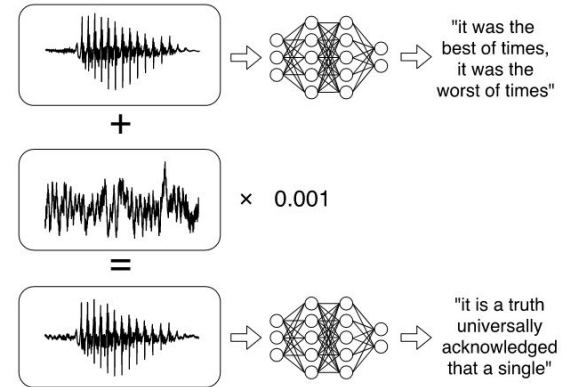 "it was the
best of times,
it was the
worst of times"
+
× 0.001
=
"it is a truth
universally
acknowledged
that a single"